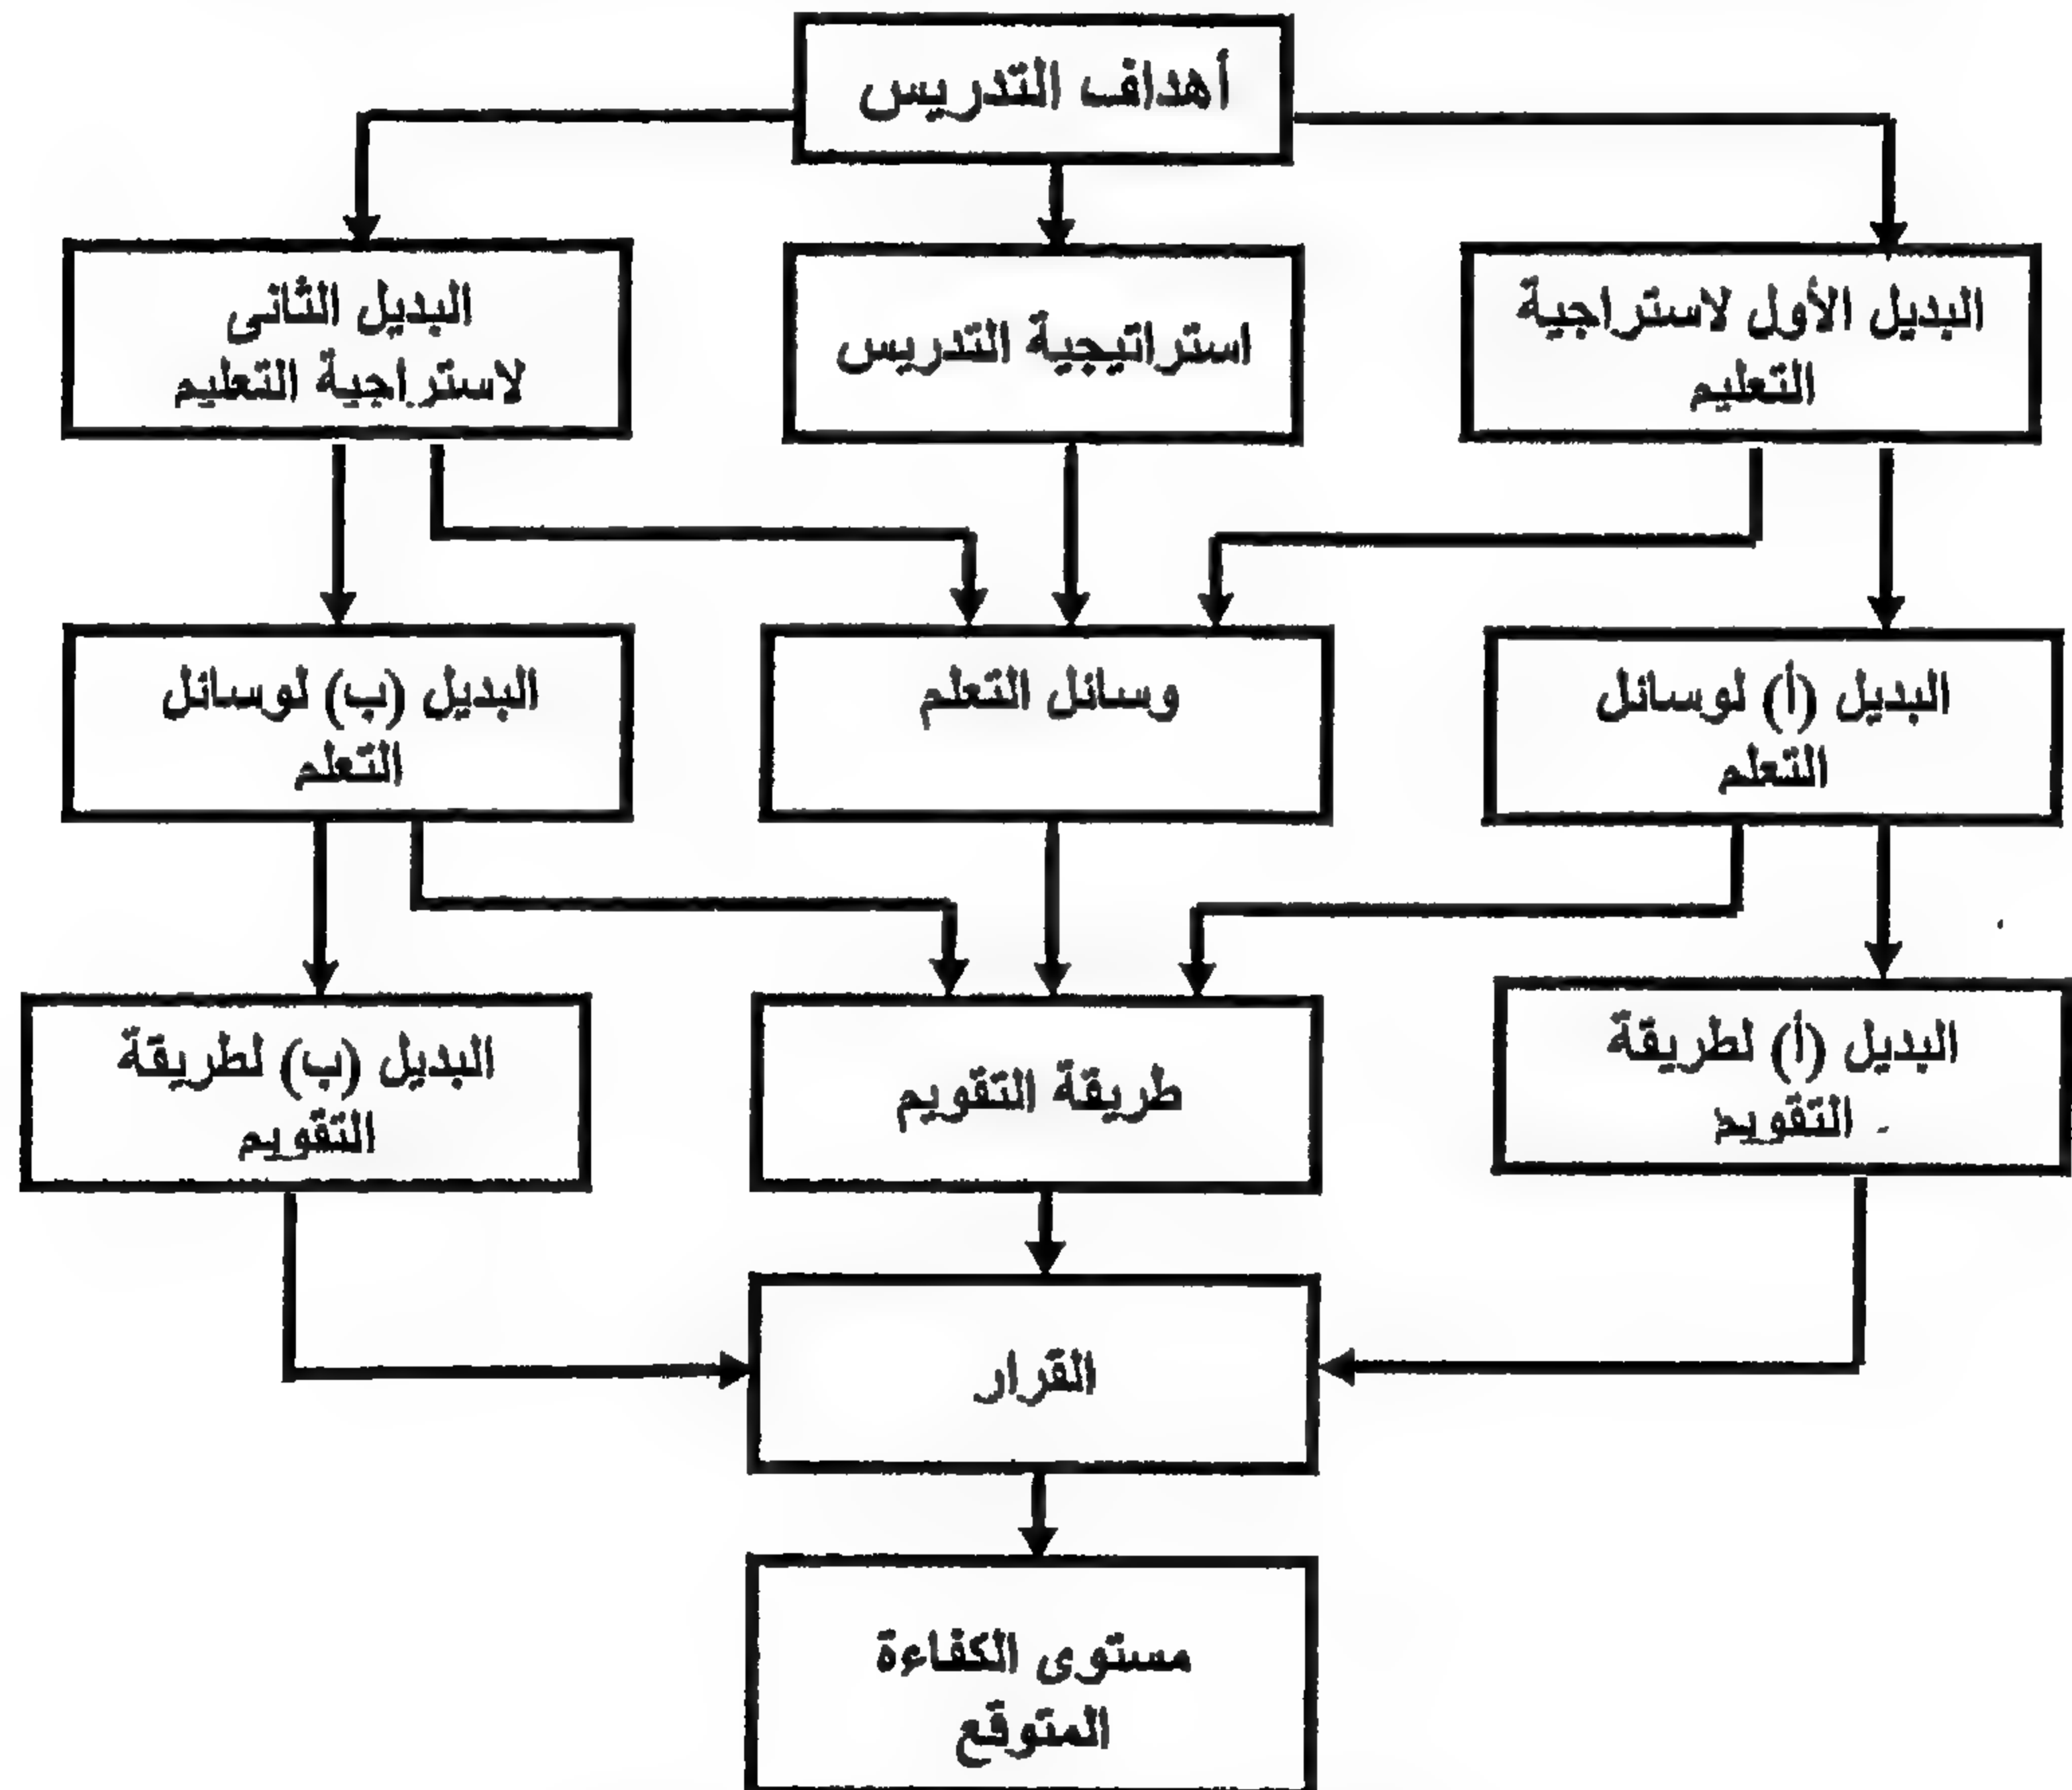 أهداف التدريس
البديل الأول لاستراجية
التعليم
استراتيجية التدريس
البديل الثانى
لاستراجية التعليم
البديل (أ) لوسائل
التعلم
وسائل التعلم
البديل (ب) لوسائل
التعلم
البديل (أ) لطريقة
التقويم
طريقة التقويم
البديل (ب) لطريقة
التقويم
القرار
مستوى الكفاءة
المتوقع